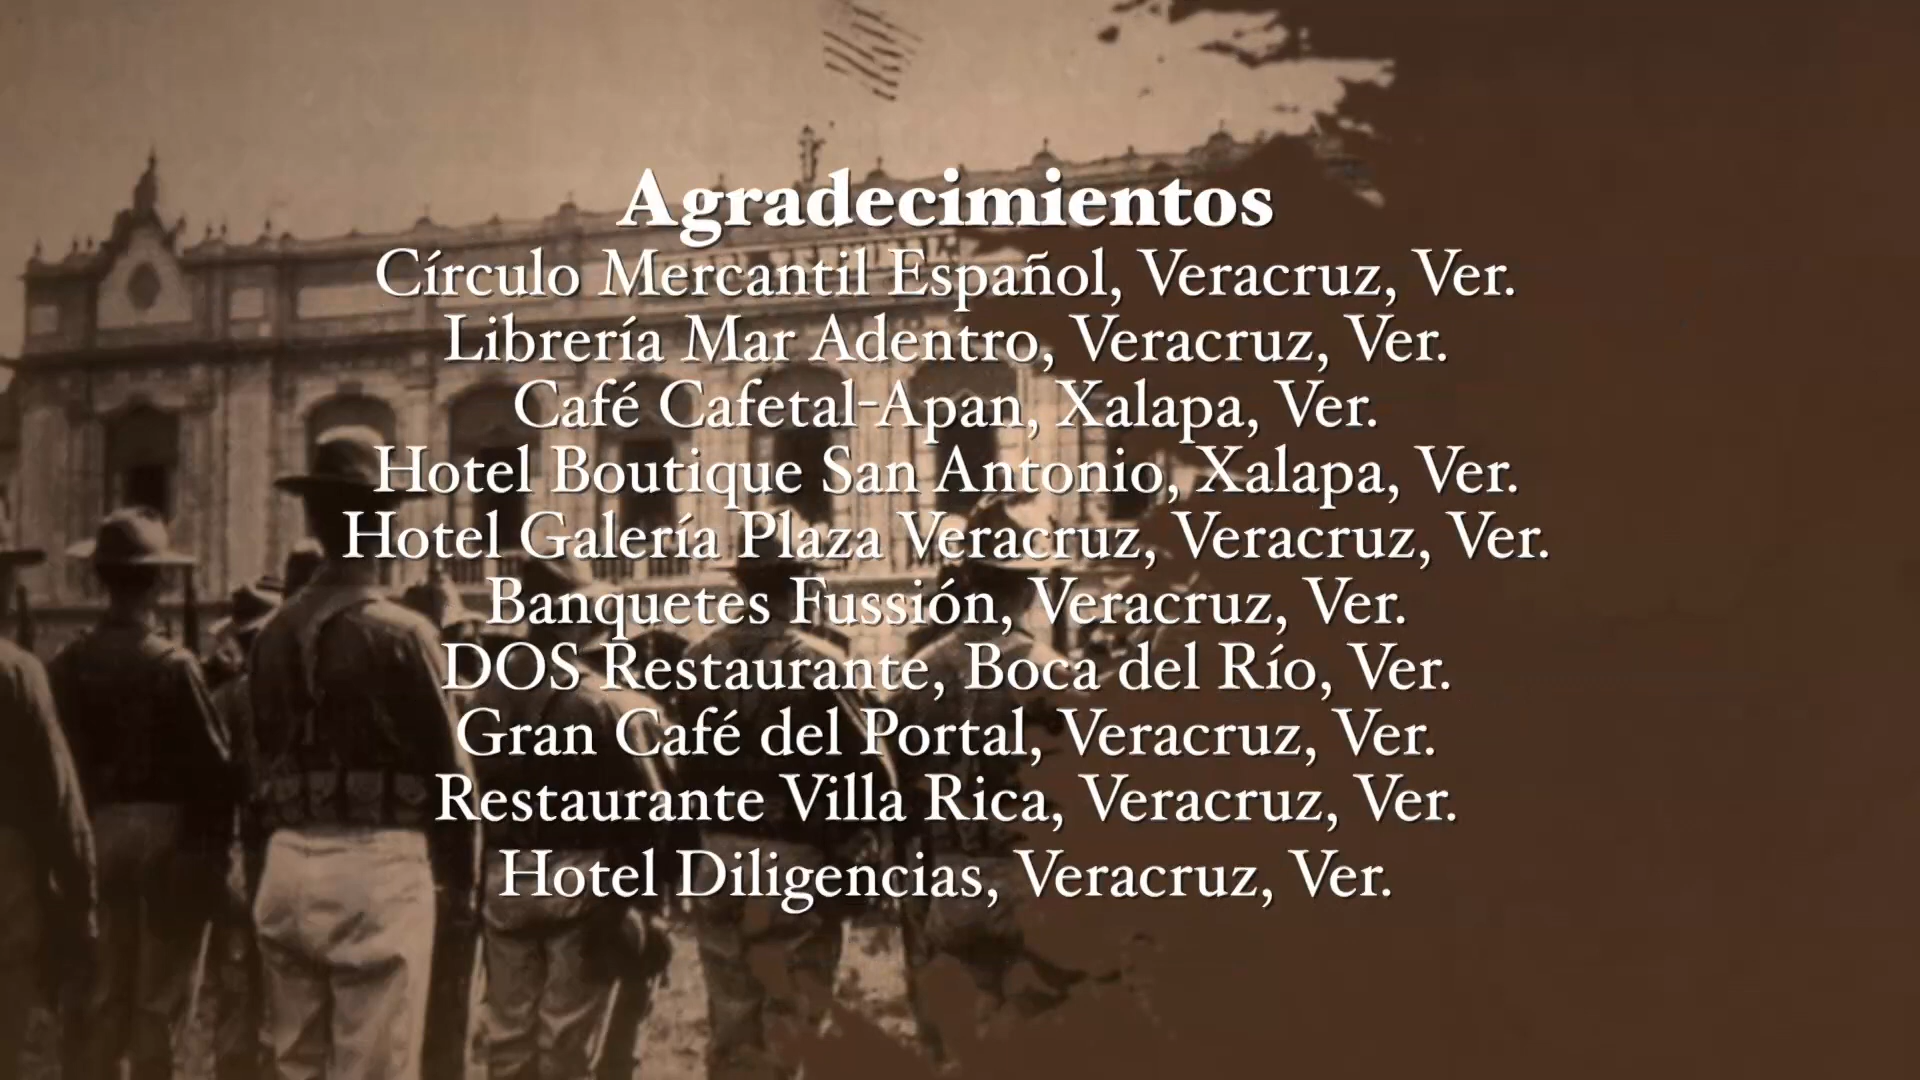 Agradecimientos
Círculo Mercantil Español, Veracruz, Ver.
Librería Mar Adentro, Veracruz, Ver.
Café Cafetal-Apan, Xalapa, Ver.
Hotel Boutique San Antonio, Xalapa, Ver.
Hotel Galería Plaza Veracruz, Veracruz, Ver.
Banquetes Fussión, Veracruz, Ver.
DOS Restaurante, Boca del Río, Ver.
Gran Café del Portal, Veracruz, Ver.
Restaurante Villa Rica, Veracruz, Ver.
Hotel Diligencias, Veracruz, Ver.